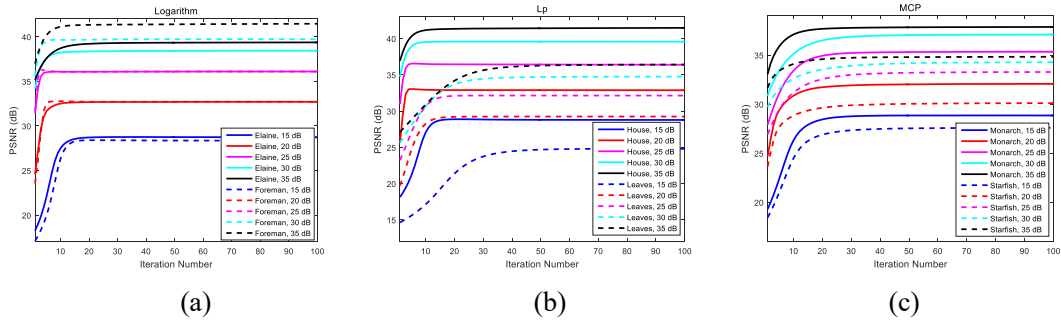 Logarithm
PSNR (dB)
40
35
30
25
20
10
20
30
40
50
60
70
80
90
100
Iteration Number
Elaine, 15 dB
Elaine, 20 dB
Elaine, 25 dB
Elaine, 30 dB
Elaine, 35 dB
Foreman, 15 dB
Foreman, 20 dB
Foreman, 25 dB
Foreman, 30 dB
Foreman, 35 dB
(a)
Lp
PSNR (dB)
40
35
30
25
20
15
10
20
30
40
50
60
70
80
90
100
Iteration Number
House, 15 dB
House, 20 dB
House, 25 dB
House, 30 dB
House, 35 dB
Leaves, 15 dB
Leaves, 20 dB
Leaves, 25 dB
Leaves, 30 dB
Leaves, 35 dB
(b)
MCP
PSNR (dB)
35
30
25
20
10
20
30
40
50
60
70
80
90
100
Iteration Number
Monarch, 15 dB
Monarch, 20 dB
Monarch, 25 dB
Monarch, 30 dB
Monarch, 35 dB
Starfish, 15 dB
Starfish, 20 dB
Starfish, 25 dB
Starfish, 30 dB
Starfish, 35 dB
(c)